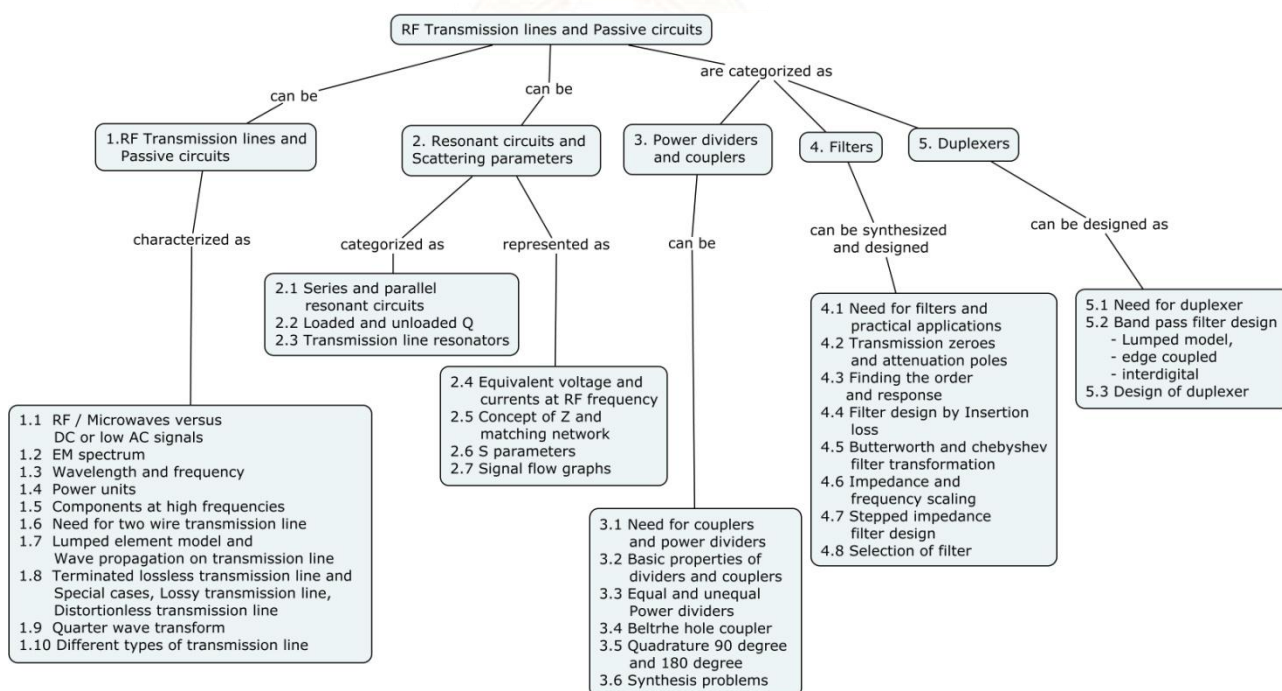 RF Transmission lines and Passive circuits
can be
can be
are categorized as
1.RF Transmission lines and
Passive circuits
2. Resonant circuits and
Scattering parameters
3. Power dividers
and couplers
4. Filters
5. Duplexers
characterized as
categorized as
represented as
can be
can be synthesized
and designed
can be designed as
1.1 RF / Microwaves versus
DC or low AC signals
1.2 EM spectrum
1.3 Wavelength and frequency
1.4 Power units
1.5 Components at high frequencies
1.6 Need for two wire transmission line
1.7 Lumped element model and
Wave propagation on transmission line
1.8 Terminated lossless transmission line and
Special cases, Lossy transmission line,
Distortionless transmission line
1.9 Quarter wave transform
1.10 Different types of transmission line
2.1 Series and parallel
resonant circuits
2.2 Loaded and unloaded Q
2.3 Transmission line resonators
2.4 Equivalent voltage and
currents at RF frequency
2.5 Concept of Z and
matching network
2.6 S parameters
2.7 Signal flow graphs
3.1 Need for couplers
and power dividers
3.2 Basic properties of
dividers and couplers
3.3 Equal and unequal
Power dividers
3.4 Beltrhe hole coupler
3.5 Quadrature 90 degree
and 180 degree
3.6 Synthesis problems
4.1 Need for filters and
practical applications
4.2 Transmission zeroes
and attenuation poles
4.3 Finding the order
and response
4.4 Filter design by Insertion
loss
4.5 Butterworth and chebyshev
filter transformation
4.6 Impedance and
frequency scaling
4.7 Stepped impedance
filter design
4.8 Selection of filter
5.1 Need for duplexer
5.2 Band pass filter design
- Lumped model,
- edge coupled
- interdigital
5.3 Design of duplexer